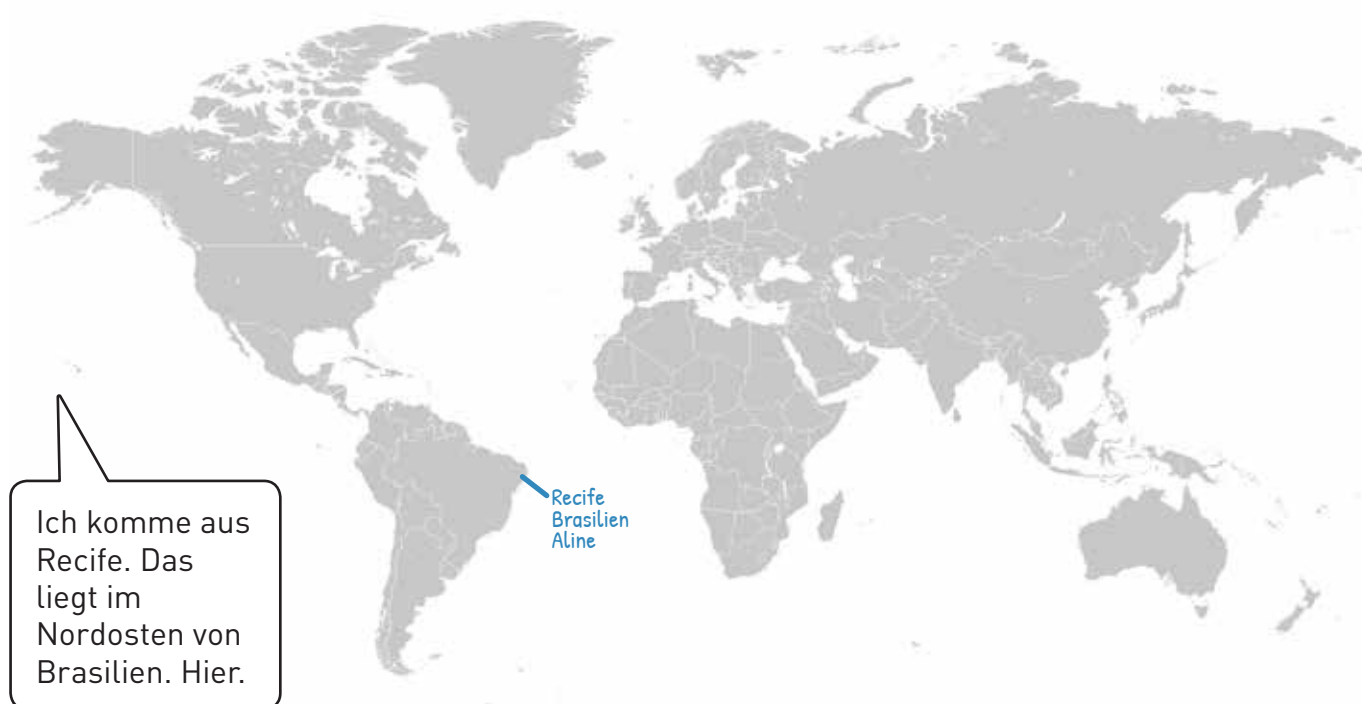 Recife
Brasilien
Aline
Ich komme aus
Recife. Das
liegt im
Nordosten von
Brasilien. Hier.